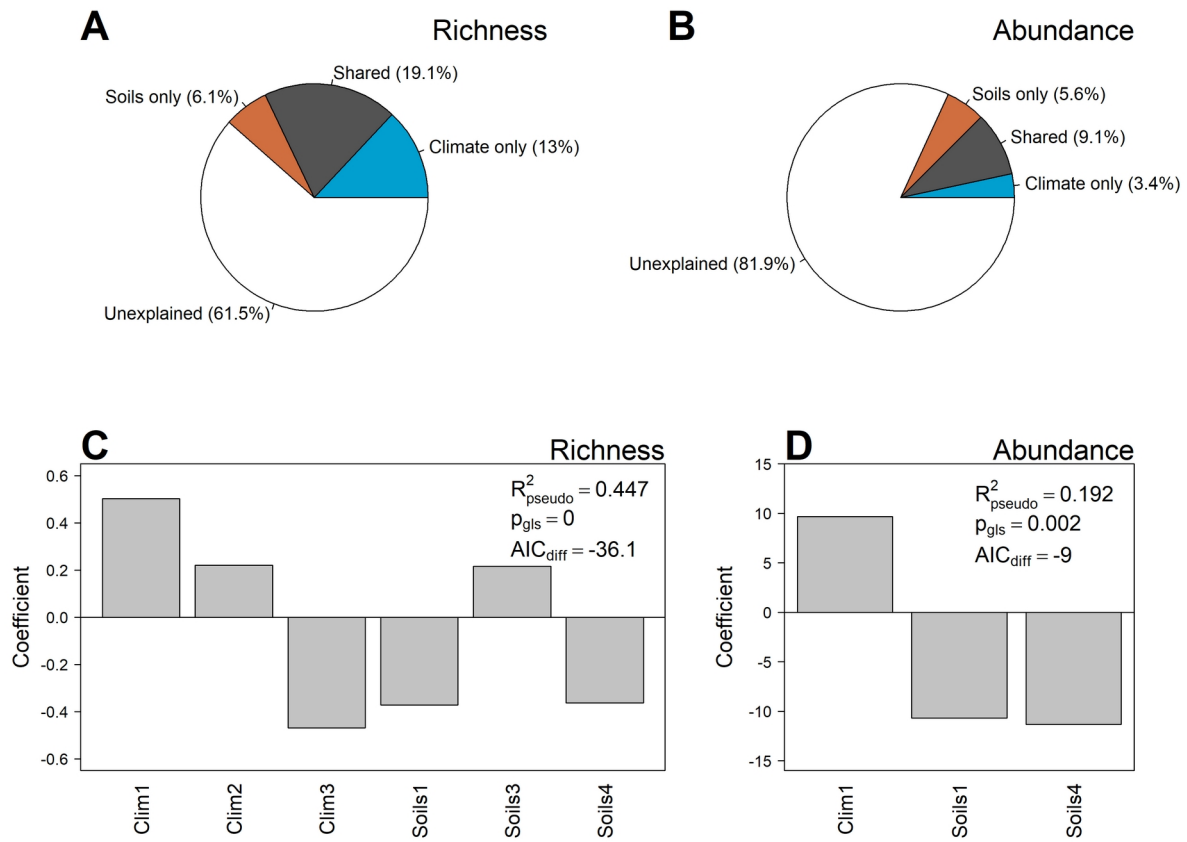 A
Richness
Shared (19.1%)
Soils only (6.1%)
Climate only (13%)
Unexplained (61.5%)
B
Abundance
Soils only (5.6%)
Shared (9.1%)
Climate only (3.4%)
Unexplained (81.9%)
C
Richness
R²pseudo = 0.447
pgls = 0
AICdiff = -36.1
Coefficient
0.6
0.4
0.2
0.0
-0.2
-0.4
-0.6
Clim1
Clim2
Clim3
Soils1
Soils3
Soils4
D
Abundance
R²pseudo = 0.192
pgls = 0.002
AICdiff = -9
Coefficient
15
10
5
0
-5
-10
-15
Clim1
Soils1
Soils4